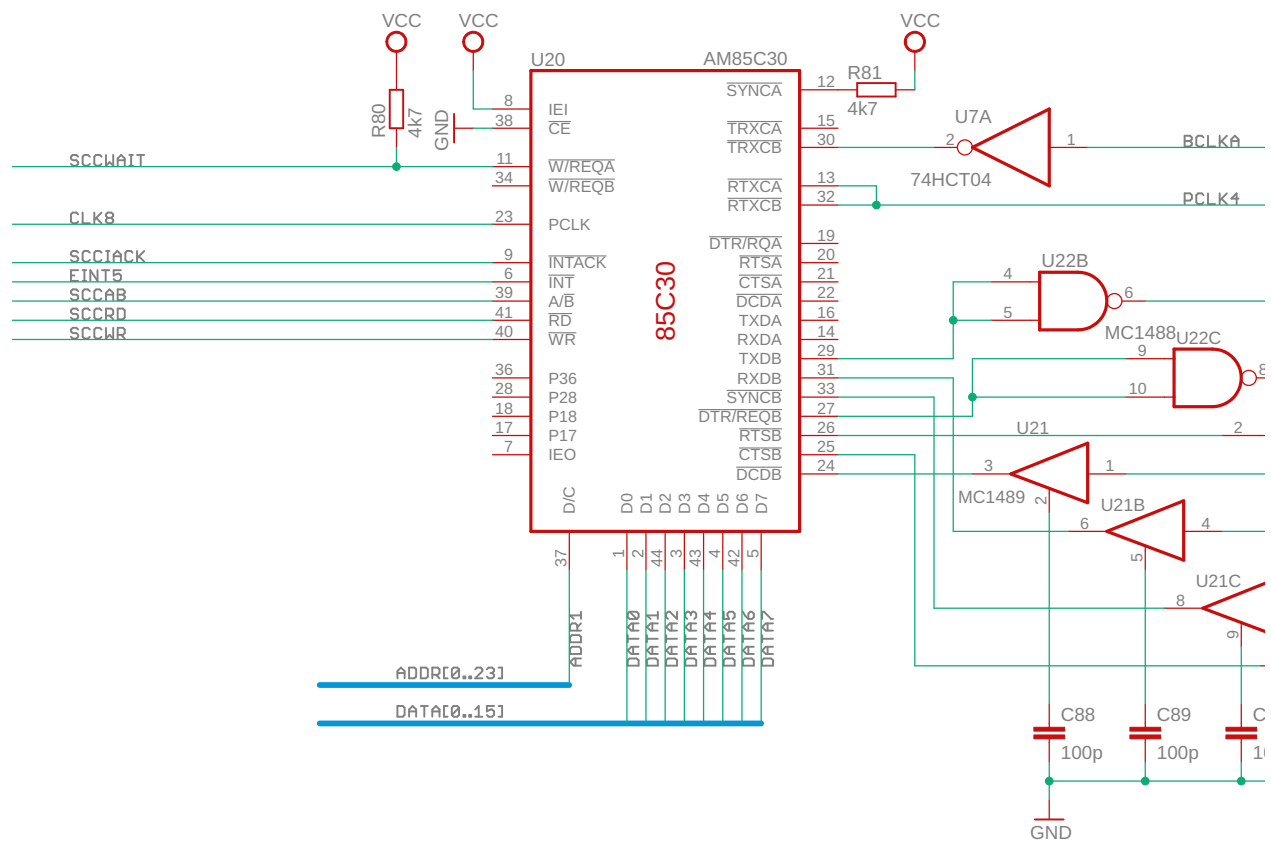 VCC
VCC
VCC
U20
AM85C30
R80
4k7
GND
R81
4k7
8
IEI
38
CE
SCCWAIT
11
W/REQA
34
W/REQB
CLK8
23
PCLK
SCCIACK
9
INTACK
EINT5
6
INT
SCCAB
39
A/B
SCCRD
41
RD
SCCWR
40
WR
36
P36
28
P28
18
P18
17
P17
7
IEO
85C30
SYNCA
12
TRXCA
15
TRXCB
30
RTXCA
13
RTXCB
32
DTR/RQA
19
RTSA
20
CTSA
21
DCDA
22
TXDA
16
RXDA
14
TXDB
29
RXDB
31
SYNCB
33
DTR/REQB
27
RTSB
26
CTSB
25
DCDB
24
D/C
D0
D1
D2
D3
D4
D5
D6
D7
37
1
2
44
3
43
4
42
5
ADDR1
DATA0
DATA1
DATA2
DATA3
DATA4
DATA5
DATA6
DATA7
ADDR[0..23]
DATA[0..15]
U7A
2
1
74HCT04
BCLKA
PCLK4
U22B
4
5
6
MC1488
U22C
9
10
8
2
U21
3
1
MC1489
2
U21B
6
4
5
U21C
8
9
C88
100p
C89
100p
GND